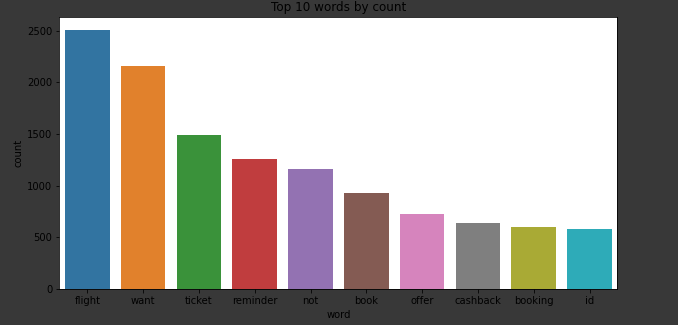 Top 10 words by count
2500
2000
1500
1000
500
0
count
flight want ticket reminder not book offer cashback booking id
word